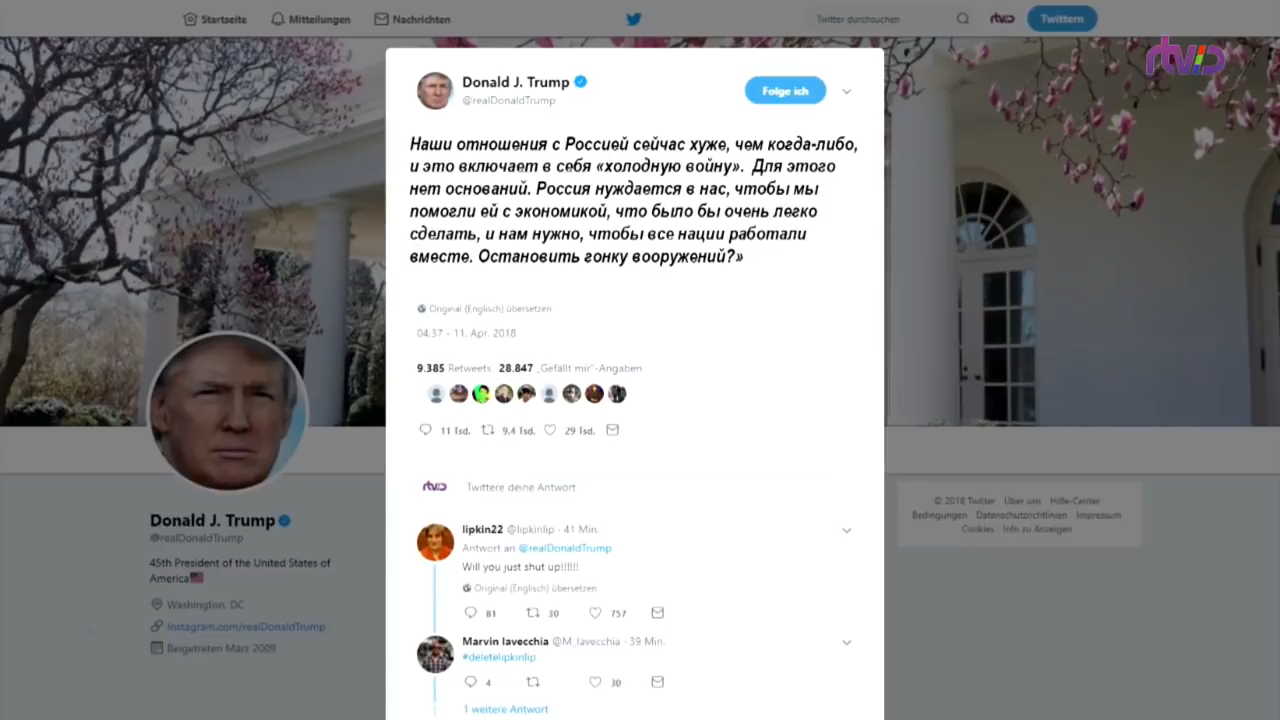 Startseite Mitteilungen Nachrichten Twitter durchsuchen rtvd Twittern
rtvd
Donald J. Trump
@realDonaldTrump
Folge ich
Наши отношения с Россией сейчас хуже, чем когда-либо,
и это включает в себя «холодную войну». Для этого
нет оснований. Россия нуждается в нас, чтобы мы
помогли ей с экономикой, что было бы очень легко
сделать, и нам нужно, чтобы все нации работали
вместе. Остановить гонку вооружений?»
Original (Englisch) übersetzen
04:37 - 11. Apr. 2018
9.385 Retweets 28.847 „Gefällt mir“-Angaben
11 Tsd. 9,4 Tsd. 29 Tsd.
rtvd Twittere deine Antwort
lipkin22 @lipkinlip · 41 Min.
Antwort an @realDonaldTrump
Will you just shut up!!!!!!
Original (Englisch) übersetzen
81 30 757
Marvin Iavecchia @M_Iavecchia · 39 Min.
#deletelipkinlip
4 30
1 weitere Antwort
Donald J. Trump
@realDonaldTrump
45th President of the United States of
America
Washington, DC
Instagram.com/realDonaldTrump
Beigetreten März 2009
© 2018 Twitter Über uns Hilfe-Center
Bedingungen Datenschutzrichtlinien Impressum
Cookies Info zu Anzeigen